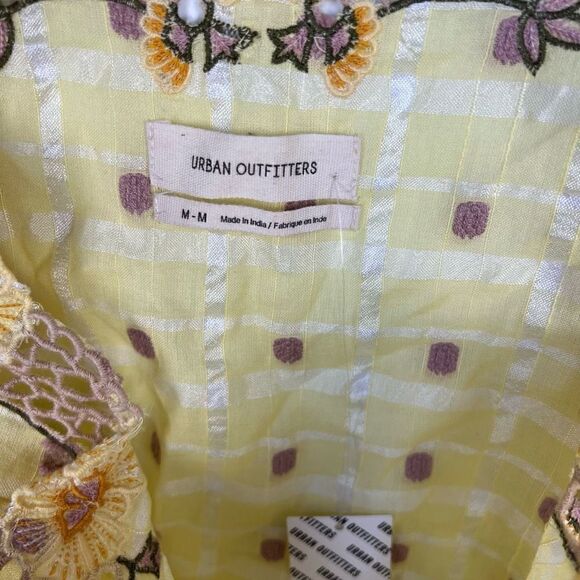 URBAN OUTFITTERS
M - M Made in India / Fabriqué en Inde
URBAN OUTFITTERS
URBAN OUTFITTERS